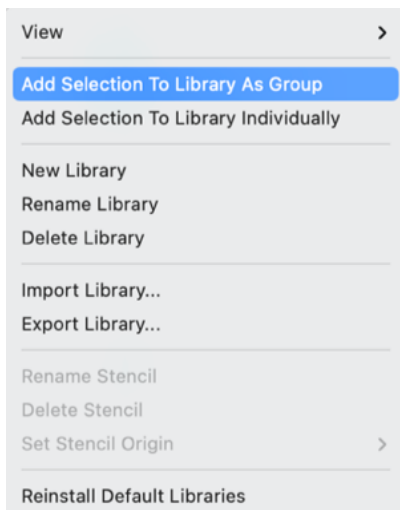 View
Add Selection To Library As Group
Add Selection To Library Individually
New Library
Rename Library
Delete Library
Import Library...
Export Library...
Rename Stencil
Delete Stencil
Set Stencil Origin
Reinstall Default Libraries